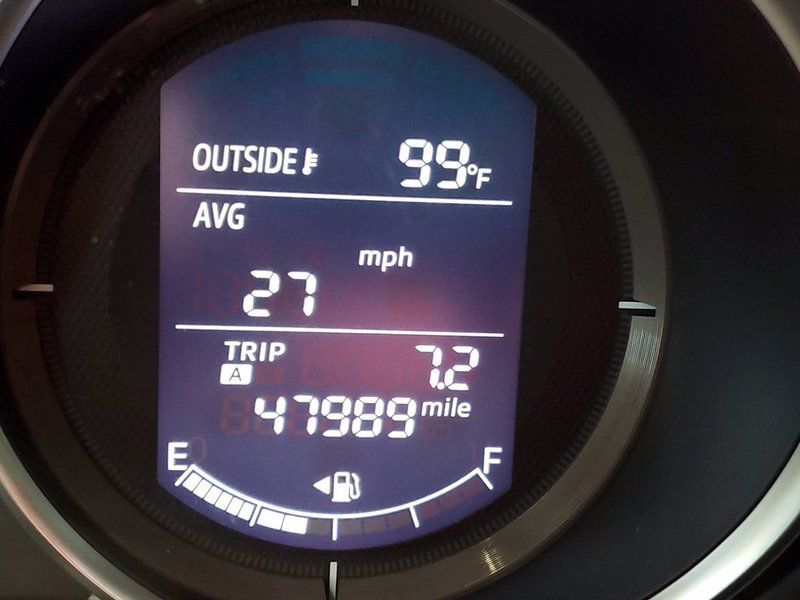 OUTSIDE 99°F
AVG
mph
27
TRIP A 7.2
47989 mile
E F